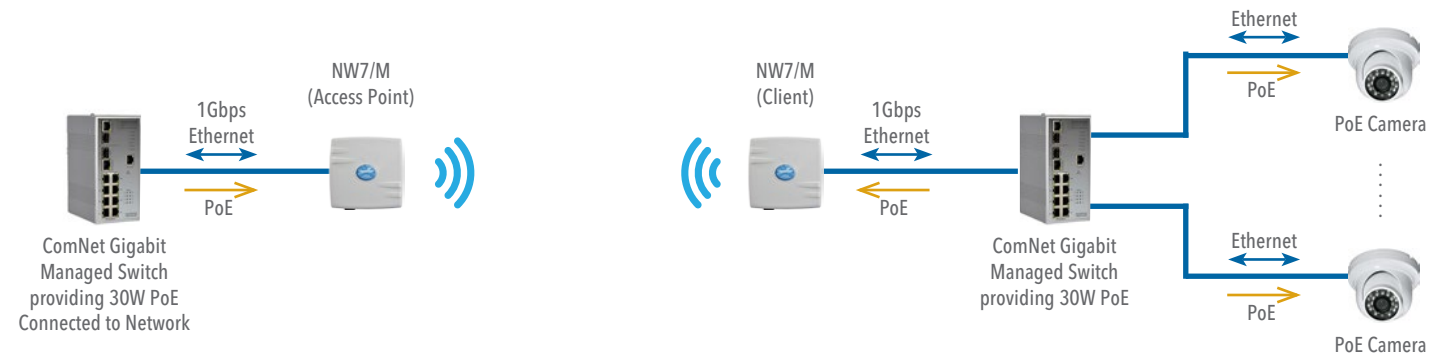 NW7/M
(Access Point)
1Gbps
Ethernet
PoE
ComNet Gigabit
Managed Switch
providing 30W PoE
Connected to Network
NW7/M
(Client)
1Gbps
Ethernet
PoE
ComNet Gigabit
Managed Switch
providing 30W PoE
Ethernet
PoE
PoE Camera
Ethernet
PoE
PoE Camera